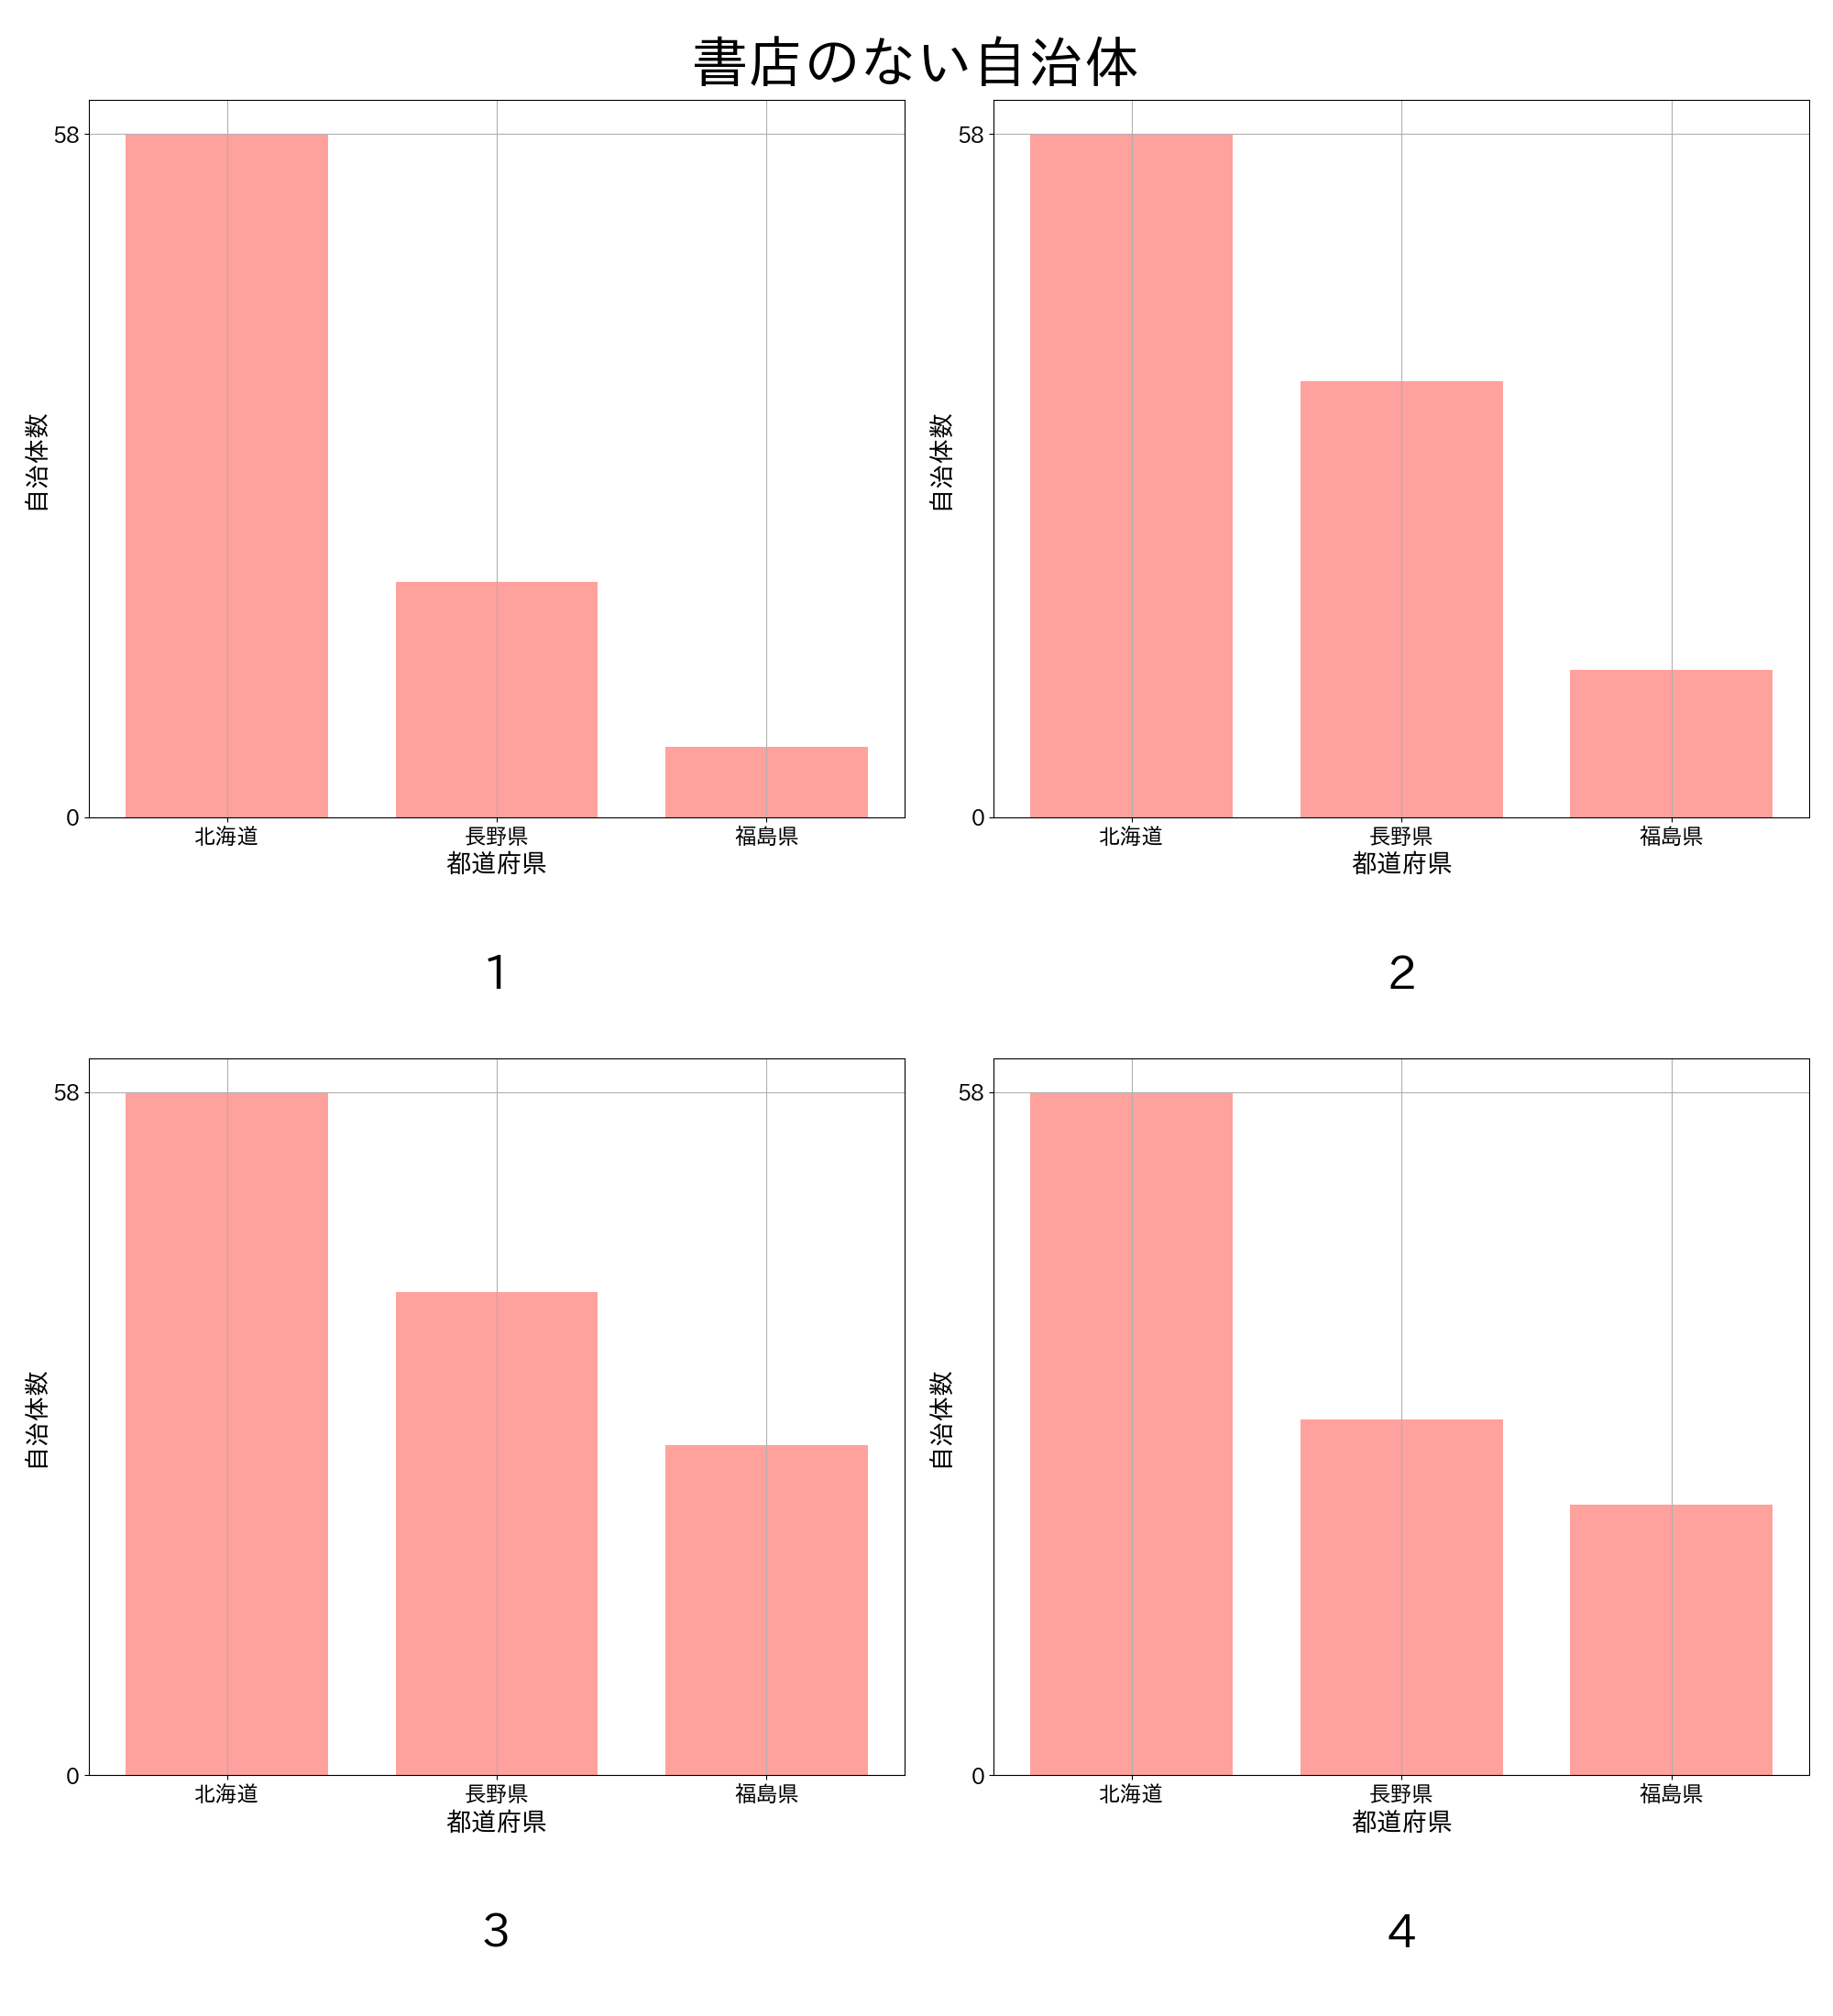 書店のない自治体
58
0
自治体数
北海道 長野県 福島県
都道府県
1
58
0
自治体数
北海道 長野県 福島県
都道府県
2
58
0
自治体数
北海道 長野県 福島県
都道府県
3
58
0
自治体数
北海道 長野県 福島県
都道府県
4